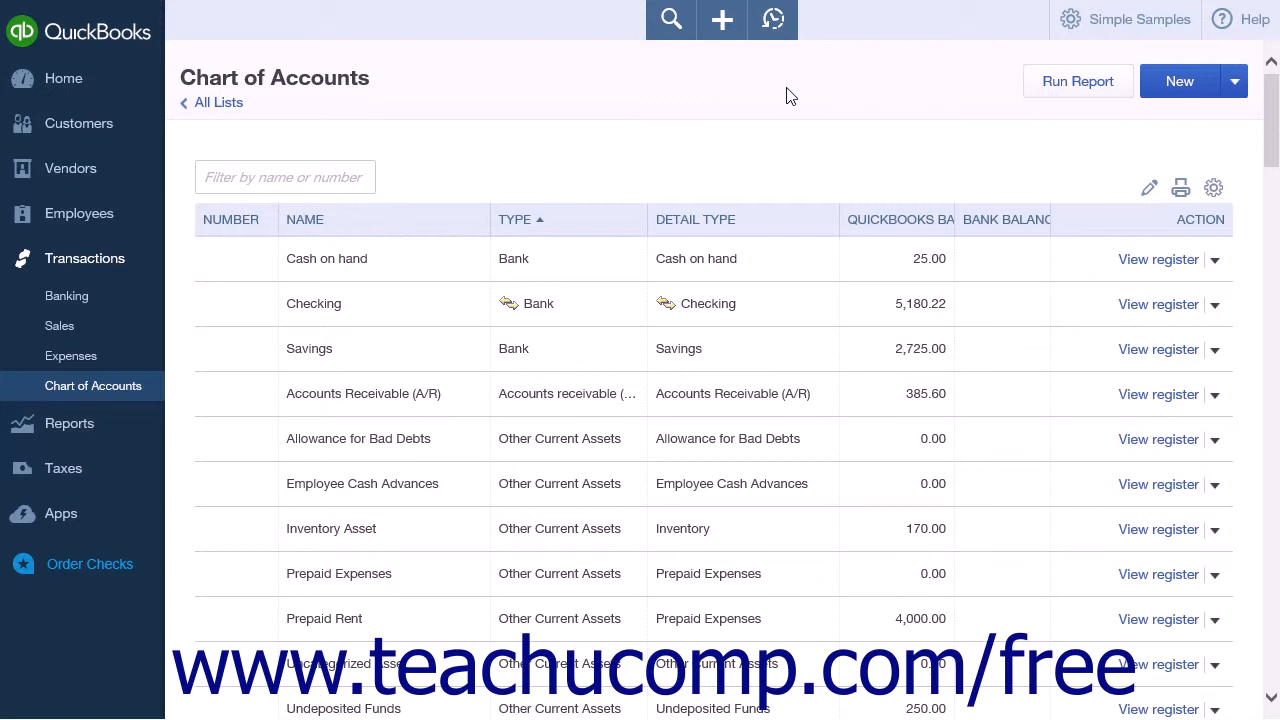 QuickBooks
Simple Samples
Help
Home
Customers
Vendors
Employees
Transactions
Banking
Sales
Expenses
Chart of Accounts
Reports
Taxes
Apps
Order Checks
Chart of Accounts
All Lists
Run Report
New
Filter by name or number
NUMBER NAME TYPE DETAIL TYPE QUICKBOOKS BA BANK BALANC ACTION
Cash on hand Bank Cash on hand 25.00 View register
Checking Bank Checking 5,180.22 View register
Savings Bank Savings 2,725.00 View register
Accounts Receivable (A/R) Accounts receivable (... Accounts Receivable (A/R) 385.60 View register
Allowance for Bad Debts Other Current Assets Allowance for Bad Debts 0.00 View register
Employee Cash Advances Other Current Assets Employee Cash Advances 0.00 View register
Inventory Asset Other Current Assets Inventory 170.00 View register
Prepaid Expenses Other Current Assets Prepaid Expenses 0.00 View register
Prepaid Rent Other Current Assets Prepaid Expenses 4,000.00 View register
Other Current Assets View register
www.teachucomp.com/free
Undeposited Funds Other Current Assets Undeposited Funds 250.00 View register